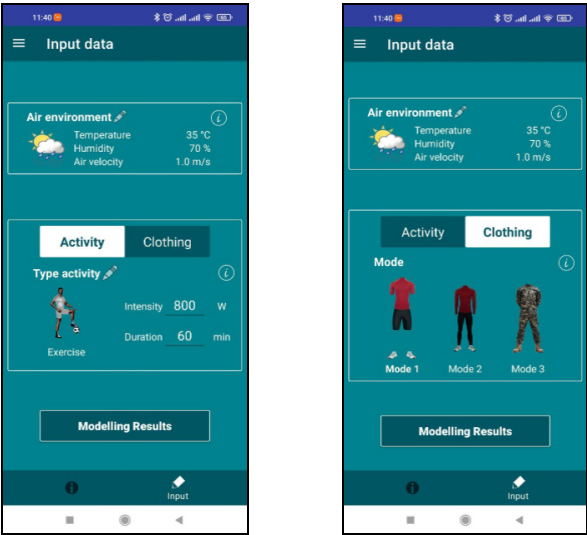 11:40
Input data
Air environment
Temperature 35 °C
Humidity 70 %
Air velocity 1.0 m/s
Activity Clothing
Type activity
Intensity 800 W
Duration 60 min
Exercise
Modelling Results
Input
11:40
Input data
Air environment
Temperature 35 °C
Humidity 70 %
Air velocity 1.0 m/s
Activity Clothing
Mode
Mode 1 Mode 2 Mode 3
Modelling Results
Input